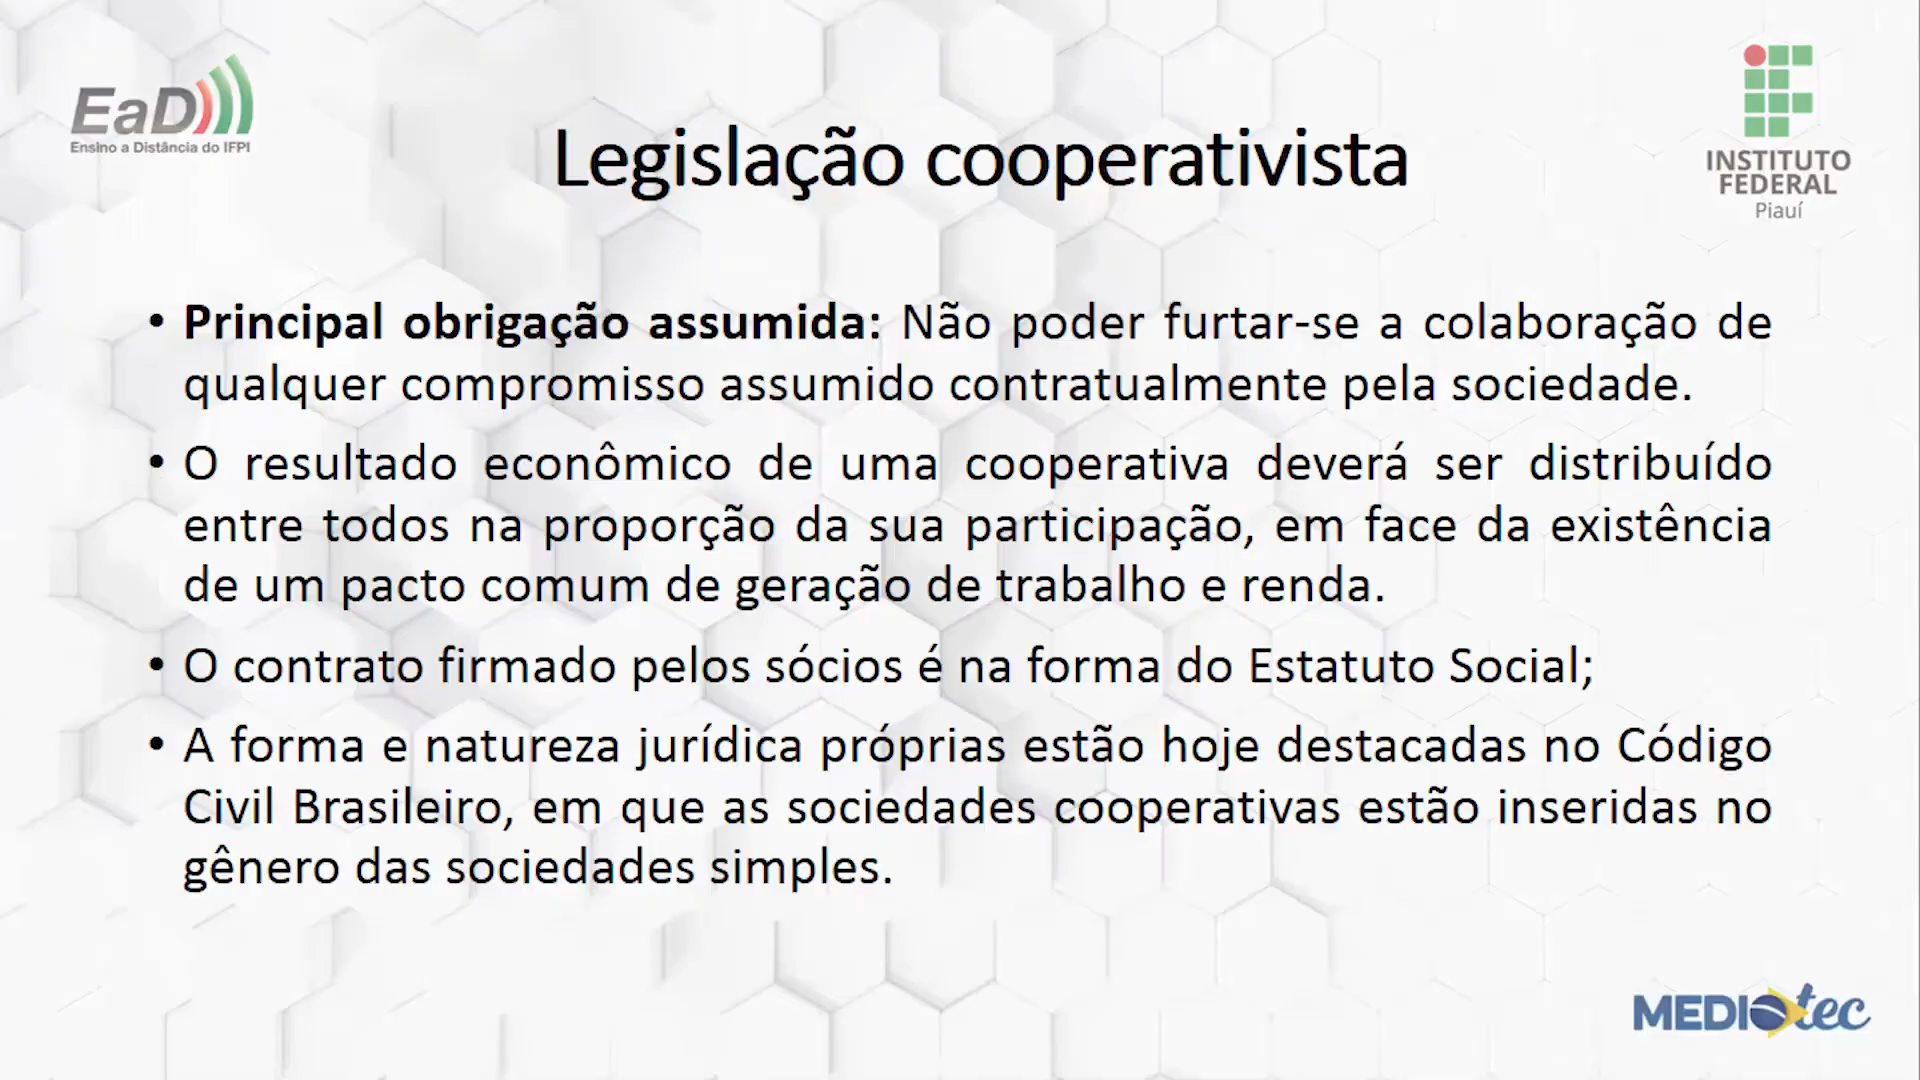 EaD
Ensino a Distância do IFPI
INSTITUTO
FEDERAL
Piauí
Legislação cooperativista
• Principal obrigação assumida: Não poder furtar-se a colaboração de
qualquer compromisso assumido contratualmente pela sociedade.
• O resultado econômico de uma cooperativa deverá ser distribuído
entre todos na proporção da sua participação, em face da existência
de um pacto comum de geração de trabalho e renda.
• O contrato firmado pelos sócios é na forma do Estatuto Social;
• A forma e natureza jurídica próprias estão hoje destacadas no Código
Civil Brasileiro, em que as sociedades cooperativas estão inseridas no
gênero das sociedades simples.
MEDIOtec